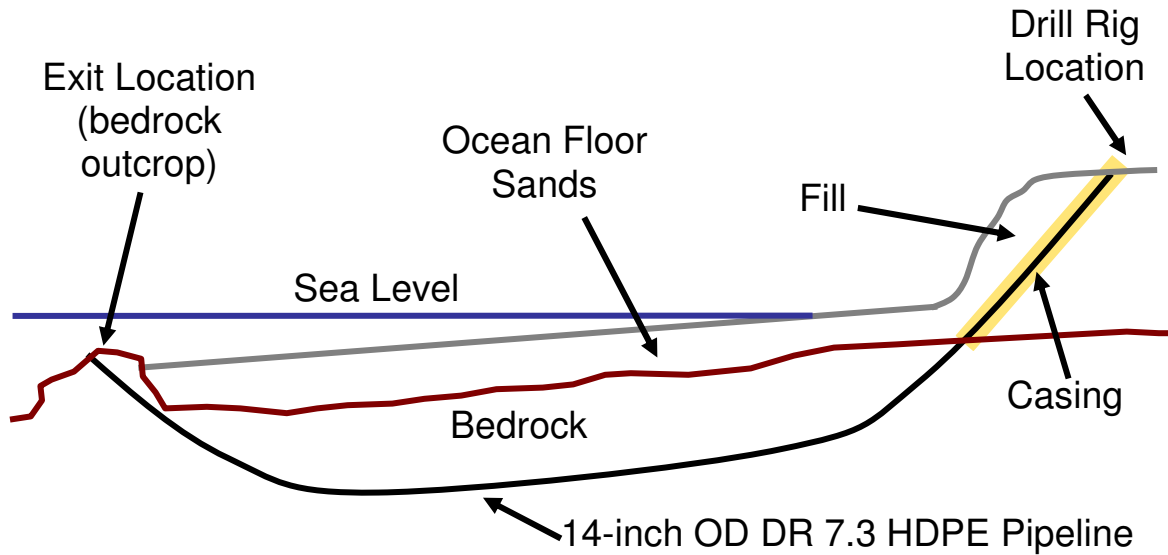 Drill Rig
Location
Exit Location
(bedrock
outcrop)
Ocean Floor
Sands
Fill
Sea Level
Casing
Bedrock
14-inch OD DR 7.3 HDPE Pipeline